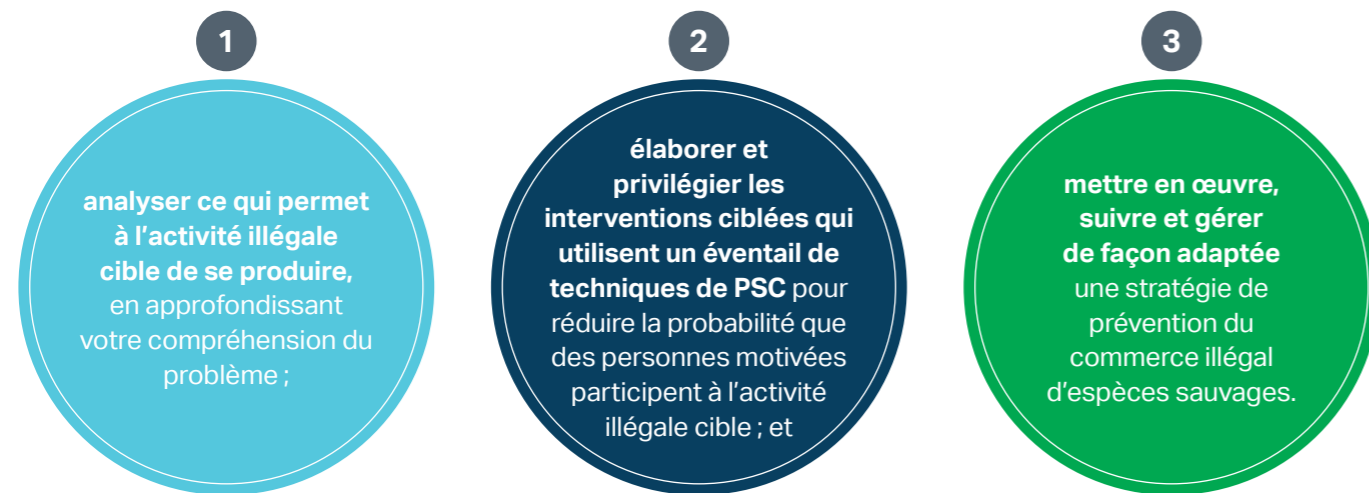 1
analyser ce qui permet
à l’activité illégale
cible de se produire,
en approfondissant
votre compréhension du
problème ;
2
élaborer et
privilégier les
interventions ciblées qui
utilisent un éventail de
techniques de PSC pour
réduire la probabilité que
des personnes motivées
participent à l’activité
illégale cible ; et
3
mettre en œuvre,
suivre et gérer
de façon adaptée
une stratégie de
prévention du
commerce illégal
d’espèces sauvages.